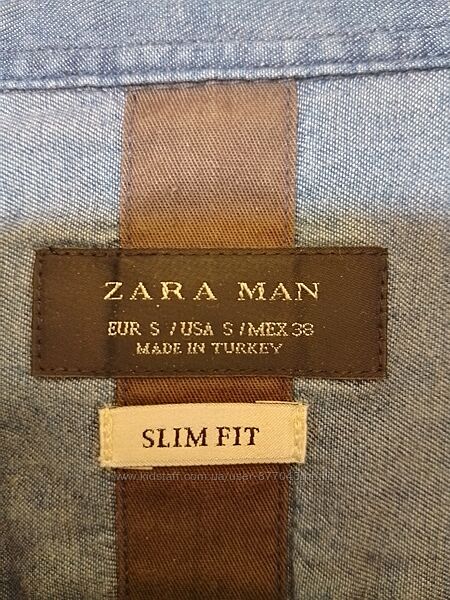 ZARA MAN
EUR S / USA S / MEX 38
MADE IN TURKEY
SLIM FIT